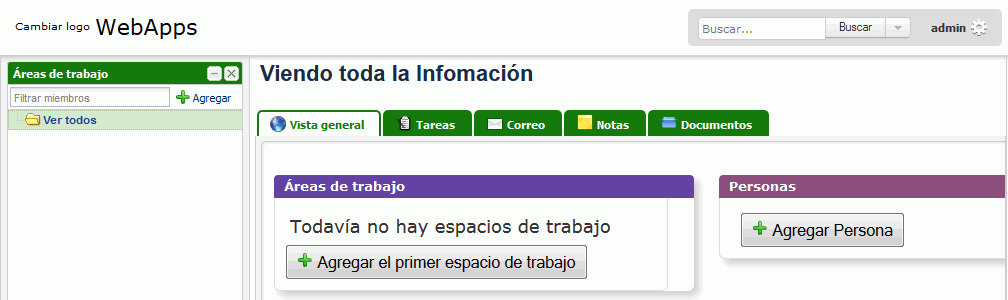 Cambiar logo WebApps
Buscar...
Buscar
admin
Áreas de trabajo
Filtrar miembros
Agregar
Ver todos
Viendo toda la Infomación
Vista general
Tareas
Correo
Notas
Documentos
Áreas de trabajo
Todavía no hay espacios de trabajo
Agregar el primer espacio de trabajo
Personas
Agregar Persona